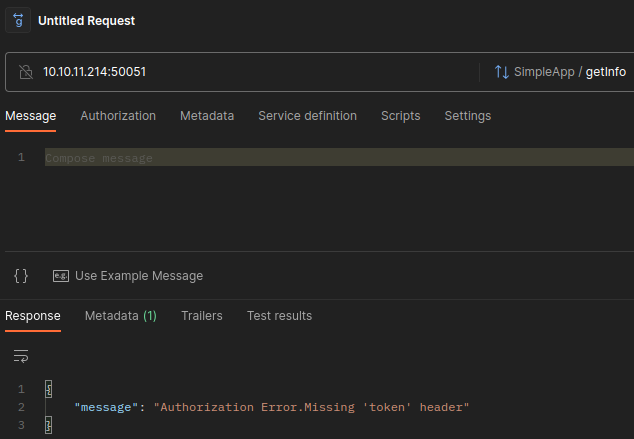 g Untitled Request
10.10.11.214:50051 SimpleApp / getInfo
Message Authorization Metadata Service definition Scripts Settings
1 Compose message
{} e.g. Use Example Message
Response Metadata (1) Trailers Test results
1 {
2 "message": "Authorization Error.Missing 'token' header"
3 }